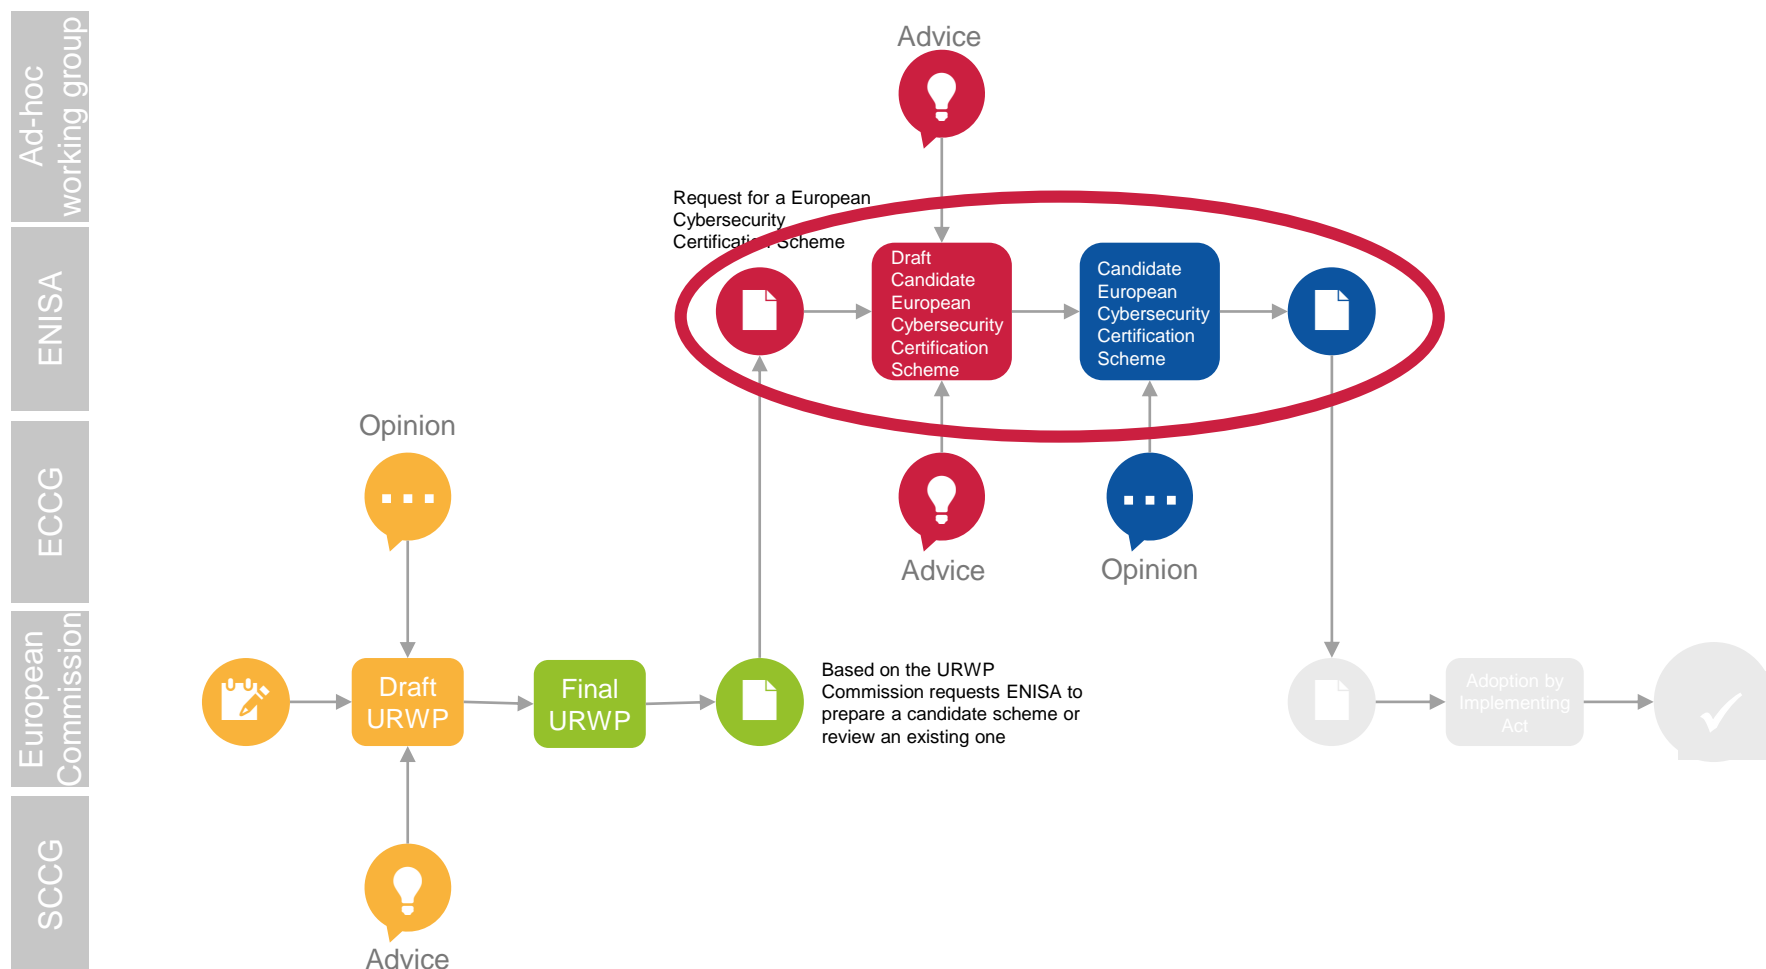 Ad-hoc
working group
ENISA
ECCG
European
Commission
SCCG
Advice
Request for a European
Cybersecurity
Certification Scheme
Draft
Candidate
European
Cybersecurity
Certification
Scheme
Candidate
European
Cybersecurity
Certification
Scheme
Opinion
Advice
Opinion
Draft
URWP
Final
URWP
Based on the URWP
Commission requests ENISA to
prepare a candidate scheme or
review an existing one
Adoption by
Implementing
Act
Advice